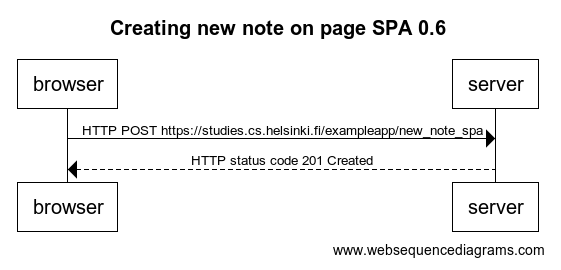 Creating new note on page SPA 0.6
browser
server
HTTP POST https://studies.cs.helsinki.fi/exampleapp/new_note_spa
HTTP status code 201 Created
browser
server
www.websequencediagrams.com